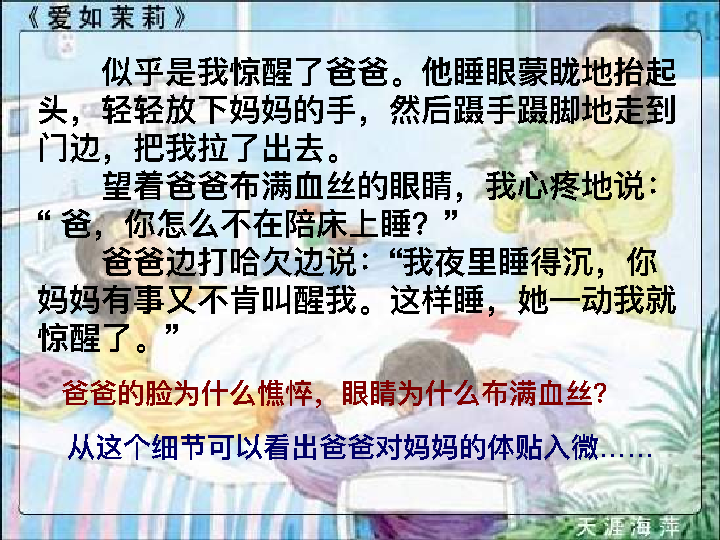 《爱如茉莉》
似乎是我惊醒了爸爸。他睡眼蒙眬地抬起
头，轻轻放下妈妈的手，然后蹑手蹑脚地走到
门边，把我拉了出去。
望着爸爸布满血丝的眼睛，我心疼地说：
“ 爸，你怎么不在陪床上睡？”
爸爸边打哈欠边说：“我夜里睡得沉，你
妈妈有事又不肯叫醒我。这样睡，她一动我就
惊醒了。”
爸爸的脸为什么憔悴，眼睛为什么布满血丝？
从这个细节可以看出爸爸对妈妈的体贴入微……
天涯海萍